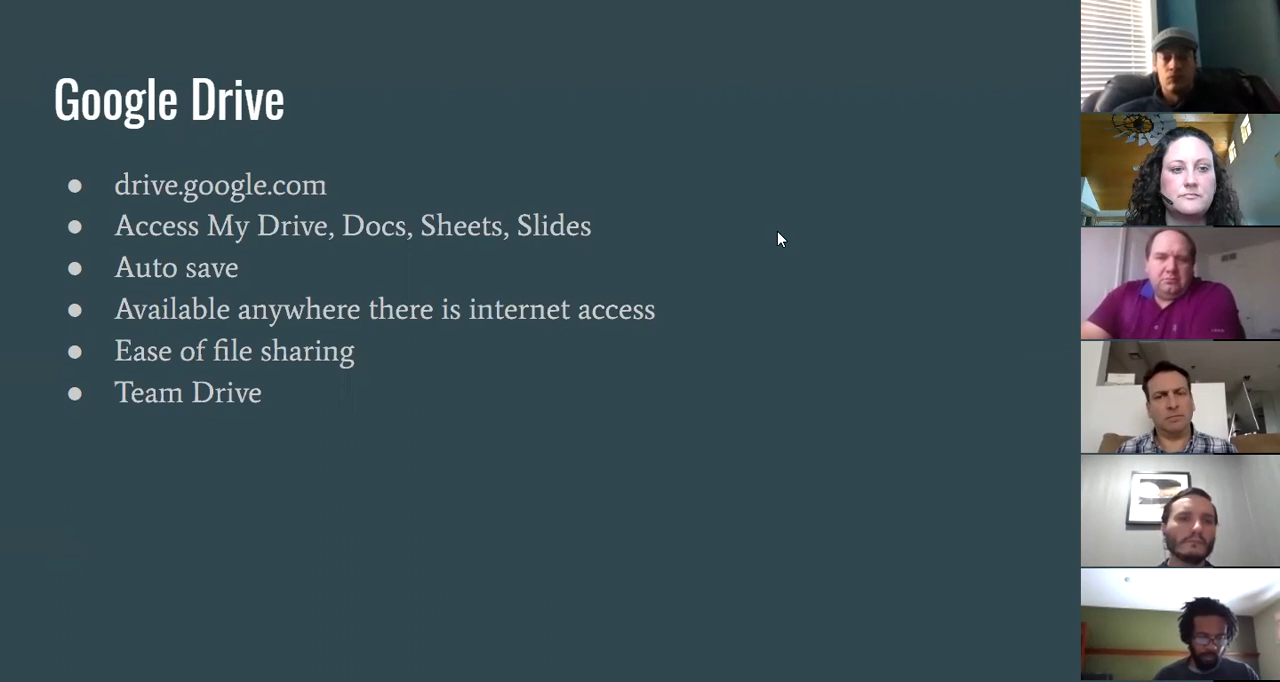 Google Drive
● drive.google.com
● Access My Drive, Docs, Sheets, Slides
● Auto save
● Available anywhere there is internet access
● Ease of file sharing
● Team Drive